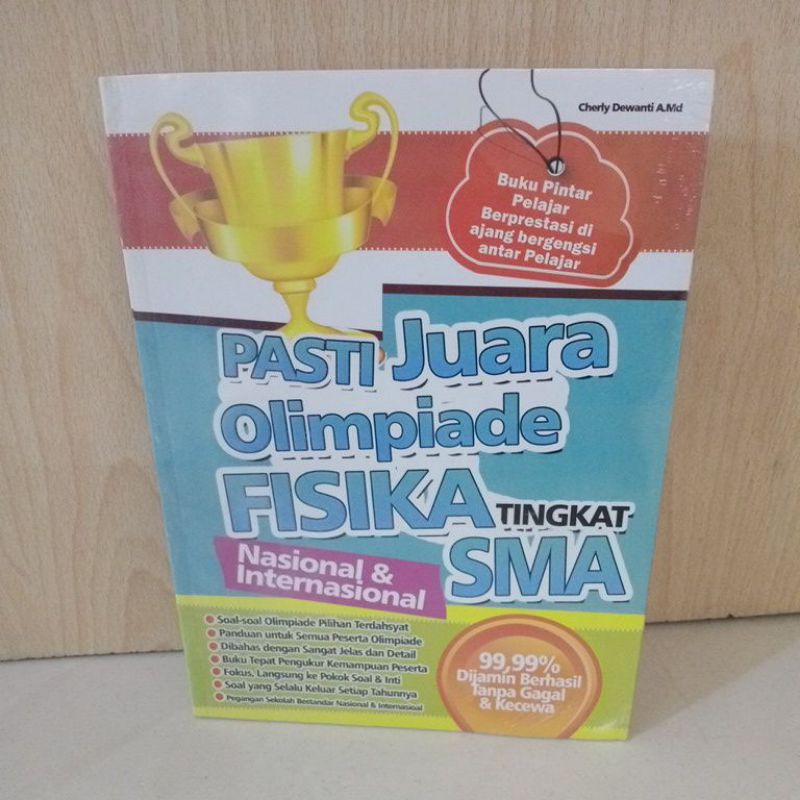 Cherly Dewanti A.Md
Buku Pintar
Pelajar
Berprestasi di
ajang bergengsi
antar Pelajar
PASTI Juara
Olimpiade
FISIKA TINGKAT
SMA
Nasional &
Internasional
Soal-soal Olimpiade Pilihan Terdahsyat
Panduan untuk Semua Peserta Olimpiade
Dibahas dengan Sangat Jelas dan Detail
Buku Tepat Pengukur Kemampuan Peserta
Fokus, Langsung ke Pokok Soal & Inti
Soal yang Selalu Keluar Setiap Tahunnya
Pegangan Sekolah Berstandar Nasional & Internasioal
99,99%
Dijamin Berhasil
Tanpa Gagal
& Kecewa